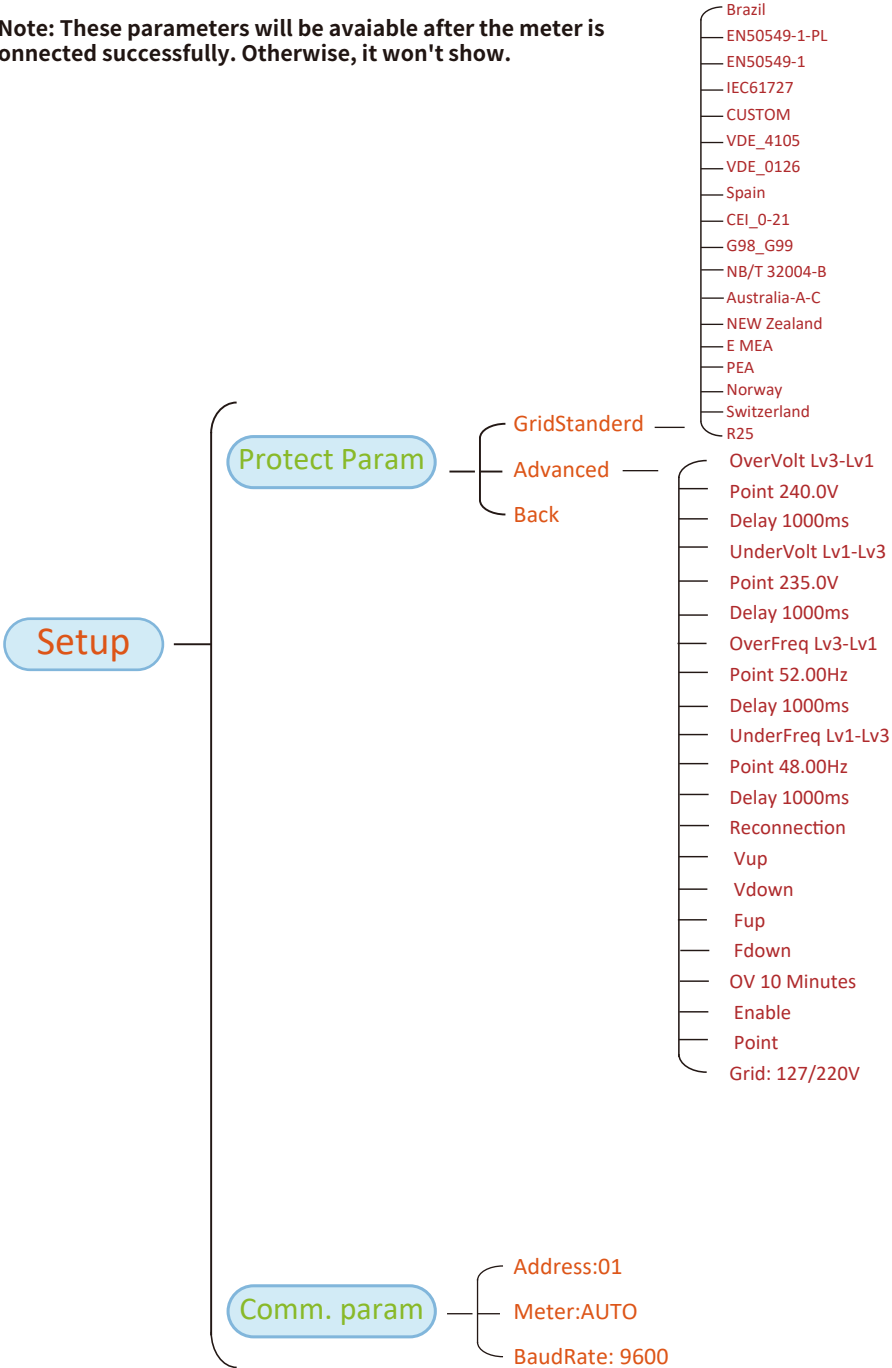 Note: These parameters will be avaiable after the meter is
onnected successfully. Otherwise, it won't show.
Setup
Protect Param
GridStanderd
Brazil
EN50549-1-PL
EN50549-1
IEC61727
CUSTOM
VDE_4105
VDE_0126
Spain
CEI_0-21
G98_G99
NB/T 32004-B
Australia-A-C
NEW Zealand
E MEA
PEA
Norway
Switzerland
R25
Advanced
OverVolt Lv3-Lv1
Point 240.0V
Delay 1000ms
UnderVolt Lv1-Lv3
Point 235.0V
Delay 1000ms
OverFreq Lv3-Lv1
Point 52.00Hz
Delay 1000ms
UnderFreq Lv1-Lv3
Point 48.00Hz
Delay 1000ms
Reconnection
Vup
Vdown
Fup
Fdown
OV 10 Minutes
Enable
Point
Grid: 127/220V
Back
Comm. param
Address:01
Meter:AUTO
BaudRate: 9600